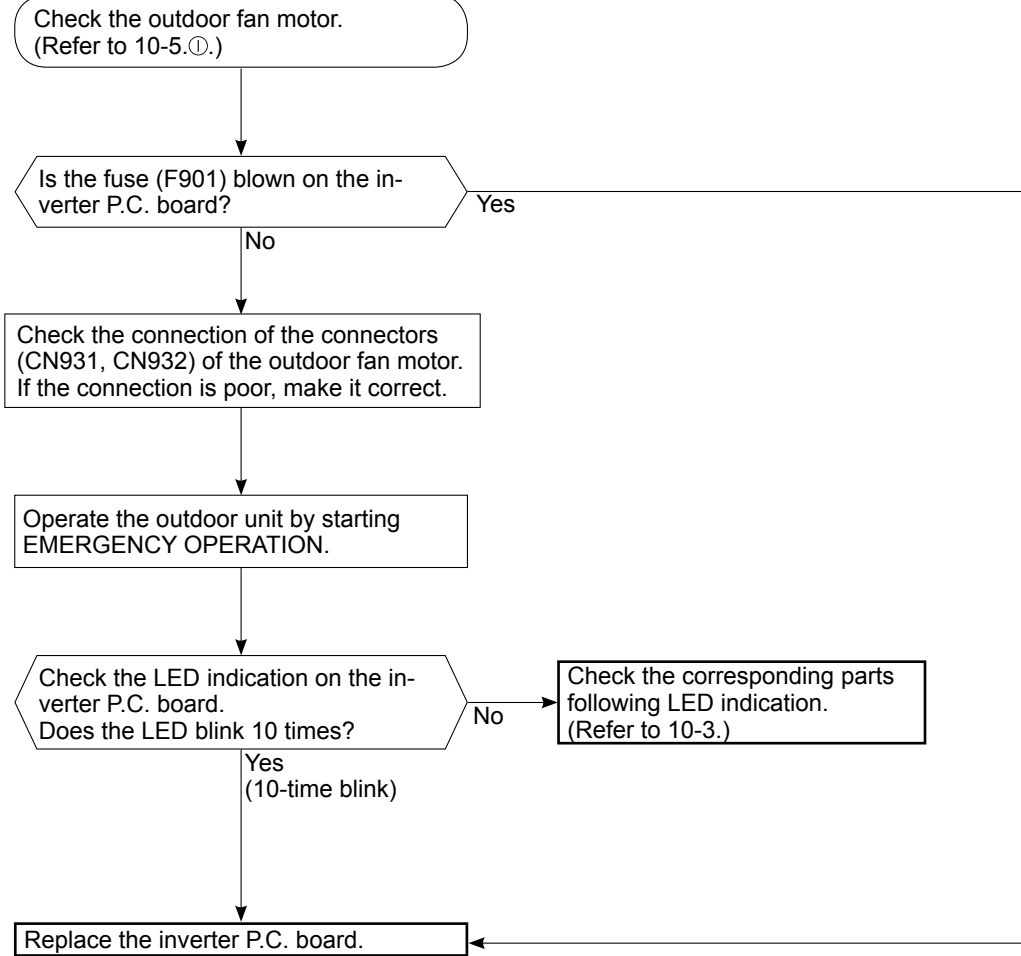 Check the outdoor fan motor.
(Refer to 10-5.Ⓘ.)
Is the fuse (F901) blown on the in-
verter P.C. board?
Yes
No
Check the connection of the connectors
(CN931, CN932) of the outdoor fan motor.
If the connection is poor, make it correct.
Operate the outdoor unit by starting
EMERGENCY OPERATION.
Check the LED indication on the in-
verter P.C. board.
Does the LED blink 10 times?
No
Check the corresponding parts
following LED indication.
(Refer to 10-3.)
Yes
(10-time blink)
Replace the inverter P.C. board.